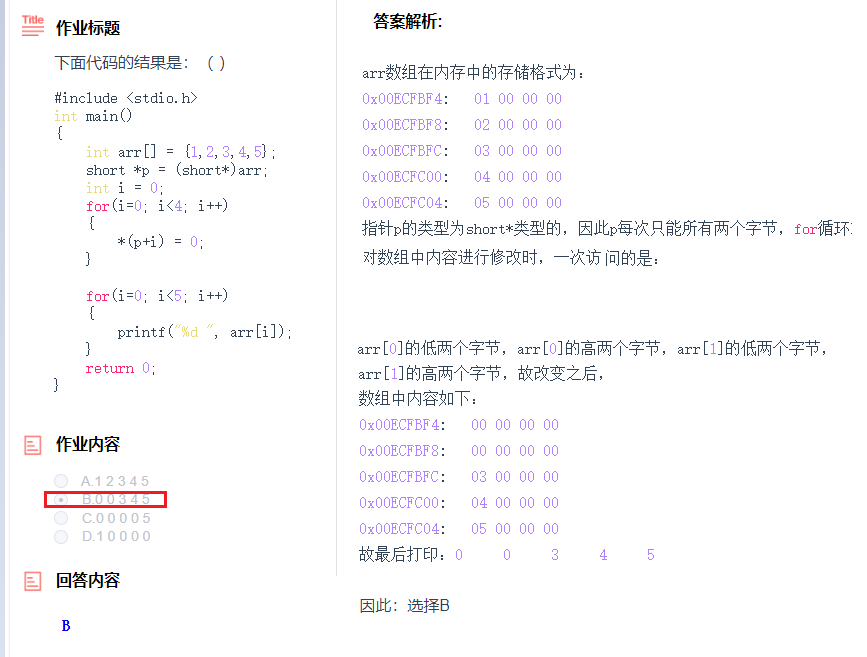 Title
作业标题
下面代码的结果是： （ ）
#include <stdio.h>
int main()
{
int arr[] = {1,2,3,4,5};
short *p = (short*)arr;
int i = 0;
for(i=0; i<4; i++)
{
*(p+i) = 0;
}
for(i=0; i<5; i++)
{
printf("%d ", arr[i]);
}
return 0;
}
作业内容
A.1 2 3 4 5
B.0 0 3 4 5
C.0 0 0 0 5
D.1 0 0 0 0
回答内容
B
答案解析:
arr数组在内存中的存储格式为：
0x00ECFBF4: 01 00 00 00
0x00ECFBF8: 02 00 00 00
0x00ECFBFC: 03 00 00 00
0x00ECFC00: 04 00 00 00
0x00ECFC04: 05 00 00 00
指针p的类型为short*类型的，因此p每次只能所有两个字节，for循环
对数组中内容进行修改时，一次访问的是：
arr[0]的低两个字节，arr[0]的高两个字节，arr[1]的低两个字节，
arr[1]的高两个字节，故改变之后，
数组中内容如下：
0x00ECFBF4: 00 00 00 00
0x00ECFBF8: 00 00 00 00
0x00ECFBFC: 03 00 00 00
0x00ECFC00: 04 00 00 00
0x00ECFC04: 05 00 00 00
故最后打印：0 0 3 4 5
因此：选择B